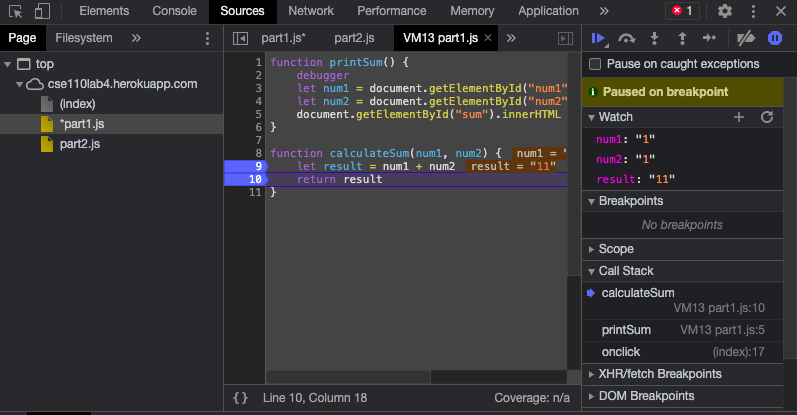 Elements Console Sources Network Performance Memory Application » 1
Page Filesystem »
part1.js* part2.js VM13 part1.js × »
top
cse110lab4.herokuapp.com
(index)
*part1.js
part2.js
1 function printSum() {
2 debugger
3 let num1 = document.getElementById("num1"
4 let num2 = document.getElementById("num2"
5 document.getElementById("sum").innerHTML
6 }
7
8 function calculateSum(num1, num2) { num1 = "
9 let result = num1 + num2 result = "11"
10 return result
11 }
{} Line 10, Column 18 Coverage: n/a
Pause on caught exceptions
Paused on breakpoint
Watch
num1: "1"
num2: "1"
result: "11"
Breakpoints
No breakpoints
Scope
Call Stack
calculateSum
VM13 part1.js:10
printSum VM13 part1.js:5
onclick (index):17
XHR/fetch Breakpoints
DOM Breakpoints